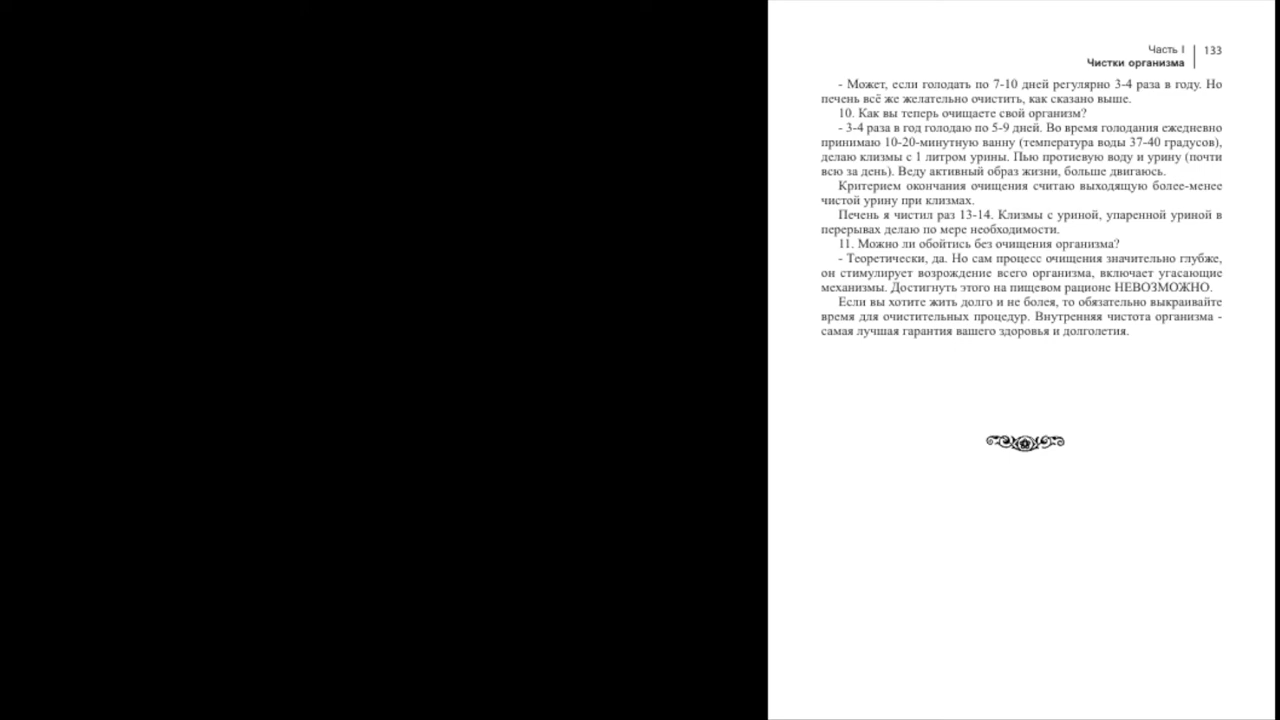 Часть I
133
Чистки организма
- Может, если голодать по 7-10 дней регулярно 3-4 раза в году. Но
печень всё же желательно очистить, как сказано выше.
10. Как вы теперь очищаете свой организм?
- 3-4 раза в год голодаю по 5-9 дней. Во время голодания ежедневно
принимаю 10-20-минутную ванну (температура воды 37-40 градусов),
делаю клизмы с 1 литром урины. Пью протиевую воду и урину (почти
всю за день). Веду активный образ жизни, больше двигаюсь.
Критерием окончания очищения считаю выходящую более-менее
чистой урину при клизмах.
Печень я чистил раз 13-14. Клизмы с уриной, упаренной уриной в
перерывах делаю по мере необходимости.
11. Можно ли обойтись без очищения организма?
- Теоретически, да. Но сам процесс очищения значительно глубже,
он стимулирует возрождение всего организма, включает угасающие
механизмы. Достигнуть этого на пищевом рационе НЕВОЗМОЖНО.
Если вы хотите жить долго и не болея, то обязательно выкраивайте
время для очистительных процедур. Внутренняя чистота организма -
самая лучшая гарантия вашего здоровья и долголетия.